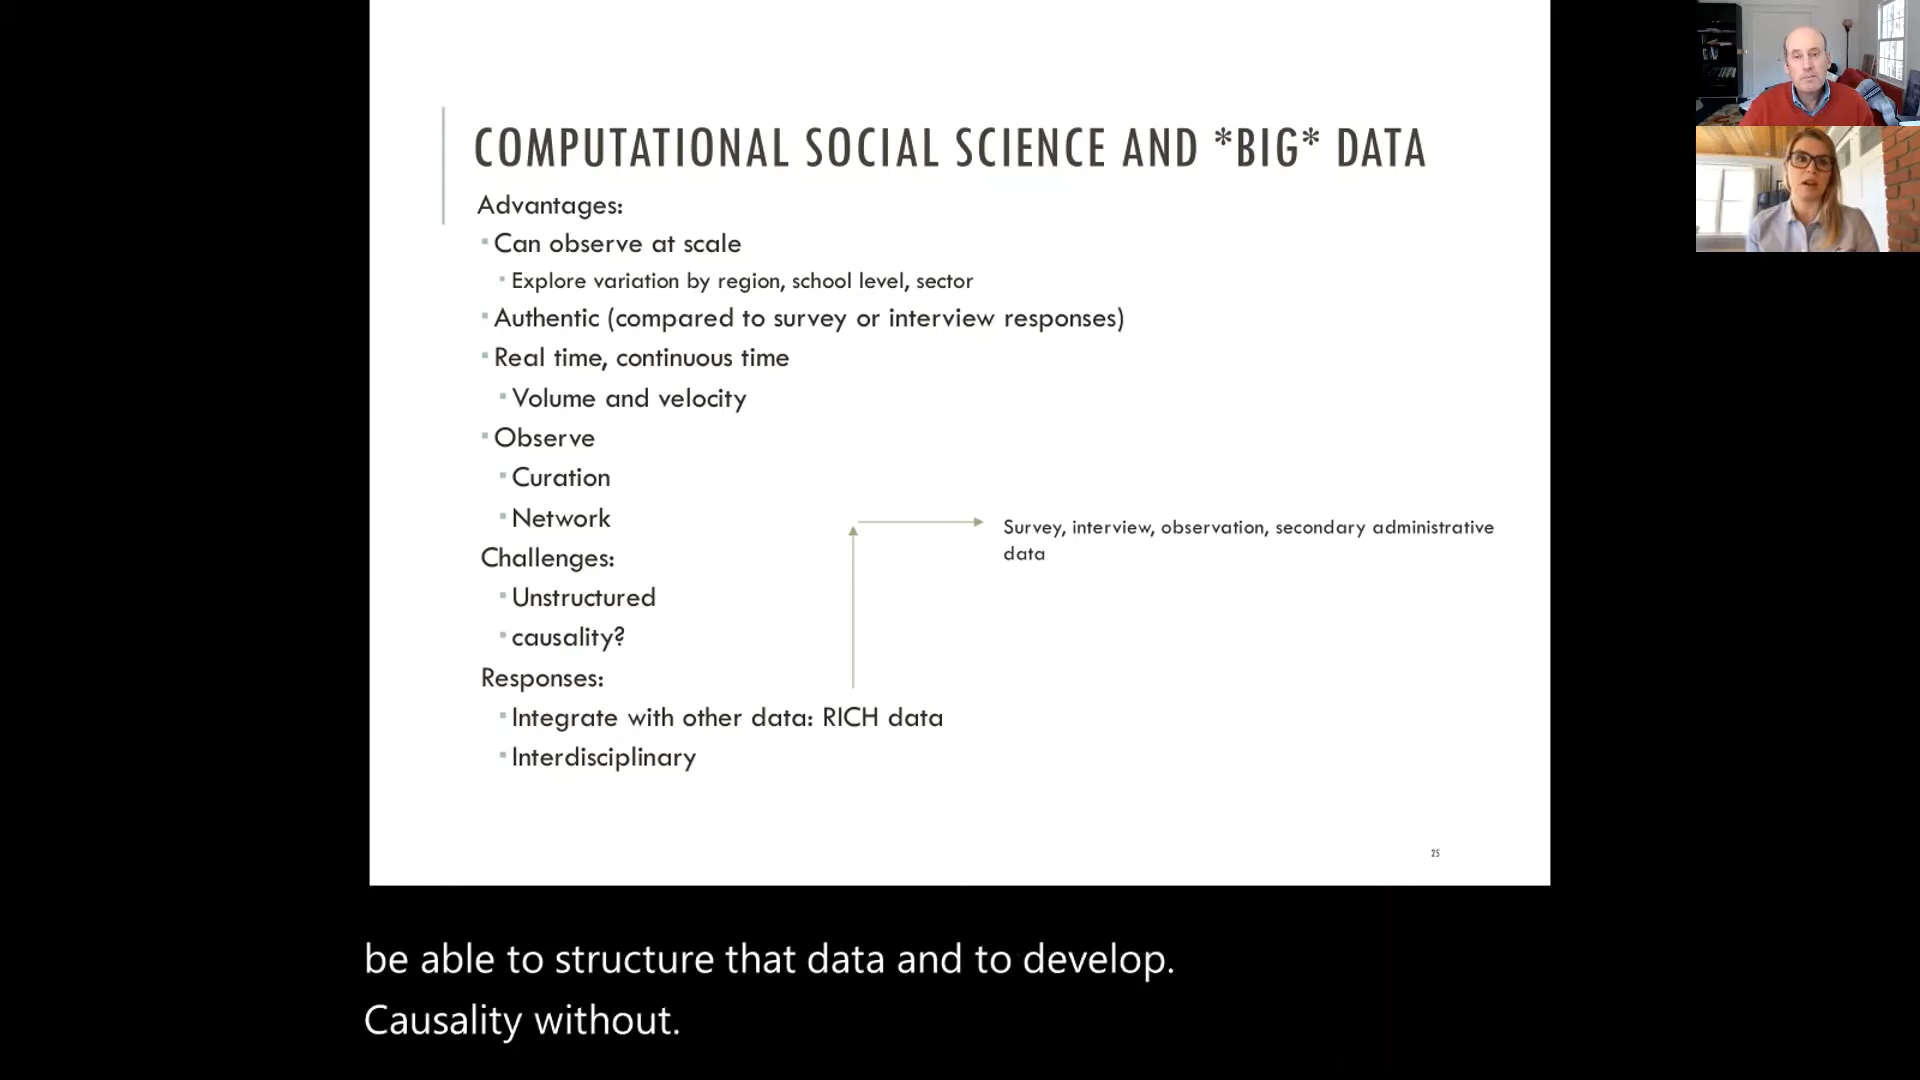 COMPUTATIONAL SOCIAL SCIENCE AND *BIG* DATA
Advantages:
Can observe at scale
Explore variation by region, school level, sector
Authentic (compared to survey or interview responses)
Real time, continuous time
Volume and velocity
Observe
Curation
Network
Survey, interview, observation, secondary administrative
data
Challenges:
Unstructured
causality?
Responses:
Integrate with other data: RICH data
Interdisciplinary
25
be able to structure that data and to develop.
Causality without.